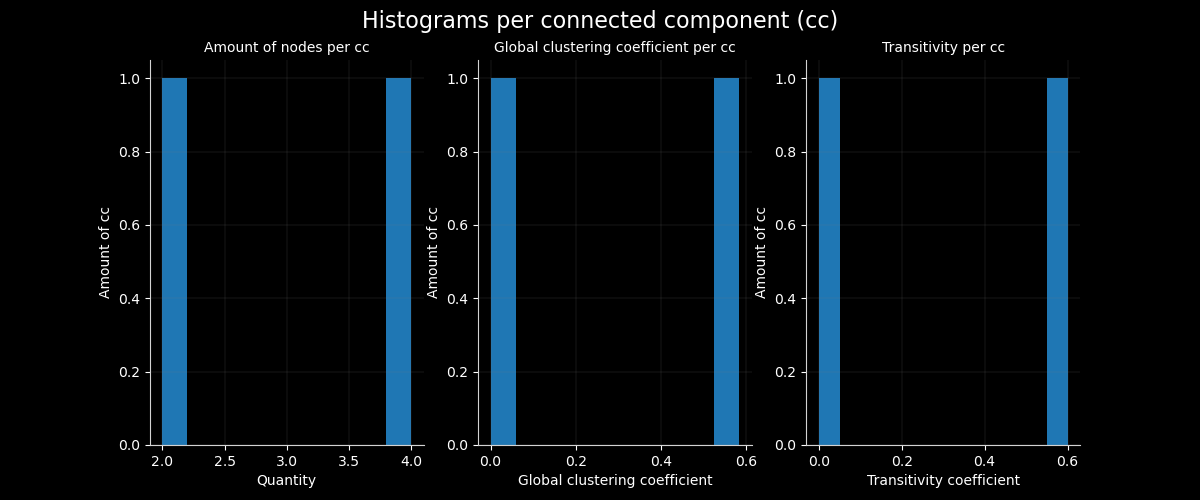 Histograms per connected component (cc)
Amount of nodes per cc
Amount of cc
1.0
0.8
0.6
0.4
0.2
0.0
2.0 2.5 3.0 3.5 4.0
Quantity
Global clustering coefficient per cc
Amount of cc
1.0
0.8
0.6
0.4
0.2
0.0
0.0 0.2 0.4 0.6
Global clustering coefficient
Transitivity per cc
Amount of cc
1.0
0.8
0.6
0.4
0.2
0.0
0.0 0.2 0.4 0.6
Transitivity coefficient